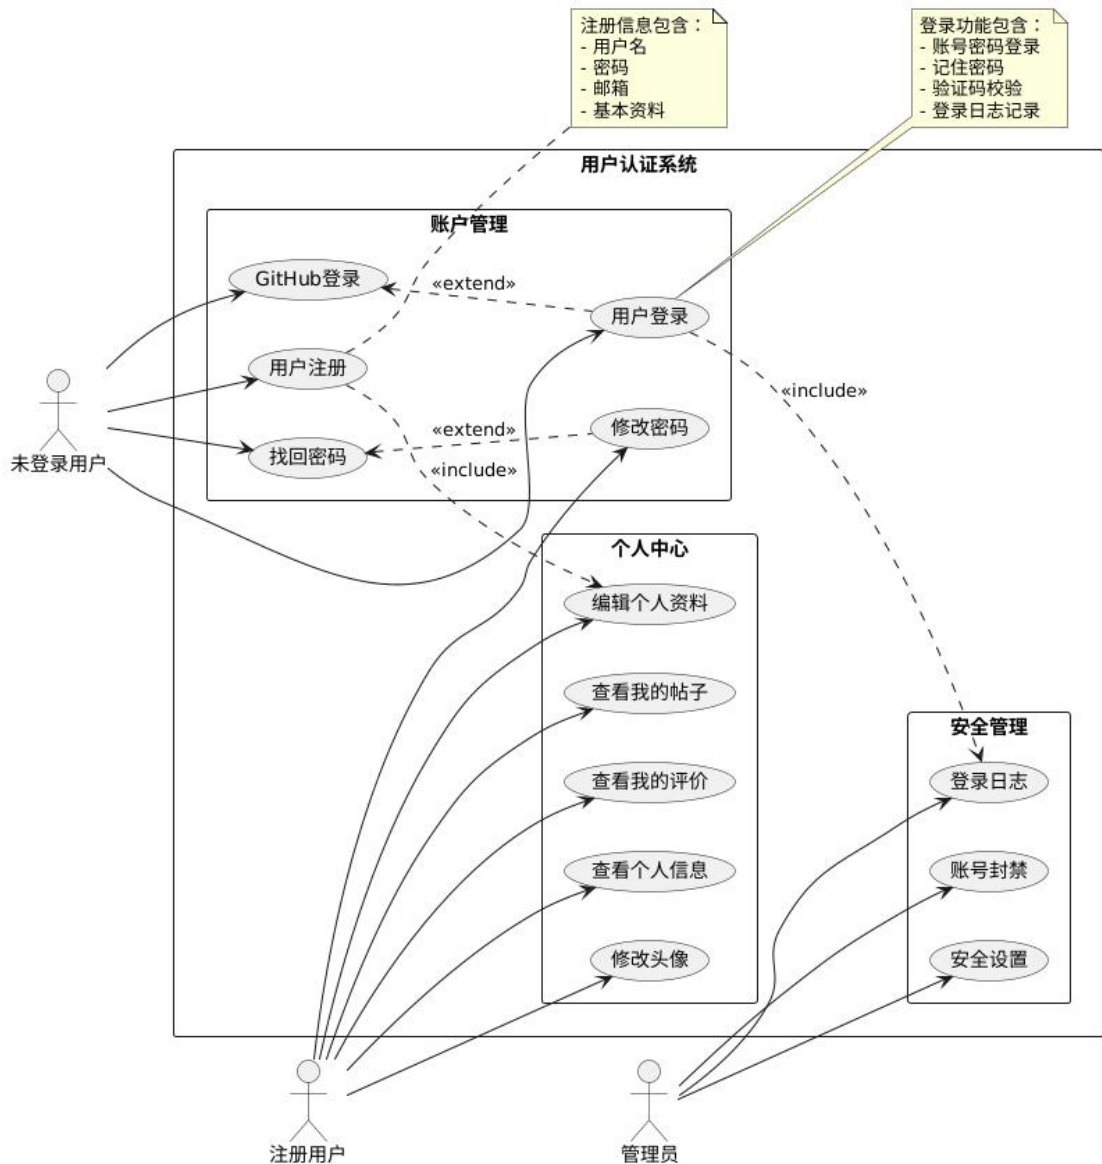 注册信息包含：
- 用户名
- 密码
- 邮箱
- 基本资料
登录功能包含：
- 账号密码登录
- 记住密码
- 验证码校验
- 登录日志记录
用户认证系统
账户管理
GitHub登录
«extend»
用户登录
用户注册
«include»
«extend»
修改密码
找回密码
«include»
未登录用户
个人中心
编辑个人资料
查看我的帖子
查看我的评价
查看个人信息
修改头像
安全管理
登录日志
账号封禁
安全设置
注册用户
管理员